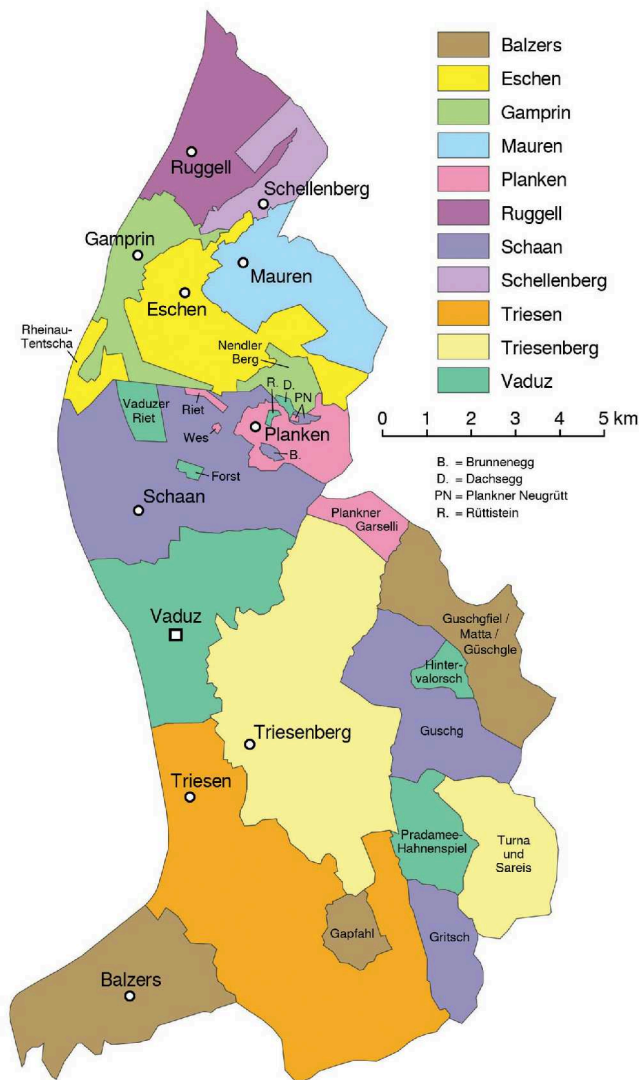 Balzers
Eschen
Gamprin
Mauren
Planken
Ruggell
Schaan
Schellenberg
Triesen
Triesenberg
Vaduz
0 1 2 3 4 5 km
B. = Brunnenegg
D. = Dachsegg
PN = Plankner Neugrütt
R. = Rüttistein
Ruggell
Schellenberg
Gamprin
Mauren
Eschen
Rheinau-
Tentscha
Nendler
Berg
R.
D.
PN
Vaduzer
Riet
Riet
Wes
Planken
B.
Forst
Schaan
Plankner
Garselli
Vaduz
Guschgfiel /
Matta /
Güschgle
Hinter-
valorsch
Guschg
Triesenberg
Triesen
Pradamee-
Hahnenspiel
Turna
und
Sareis
Gapfahl
Gritsch
Balzers